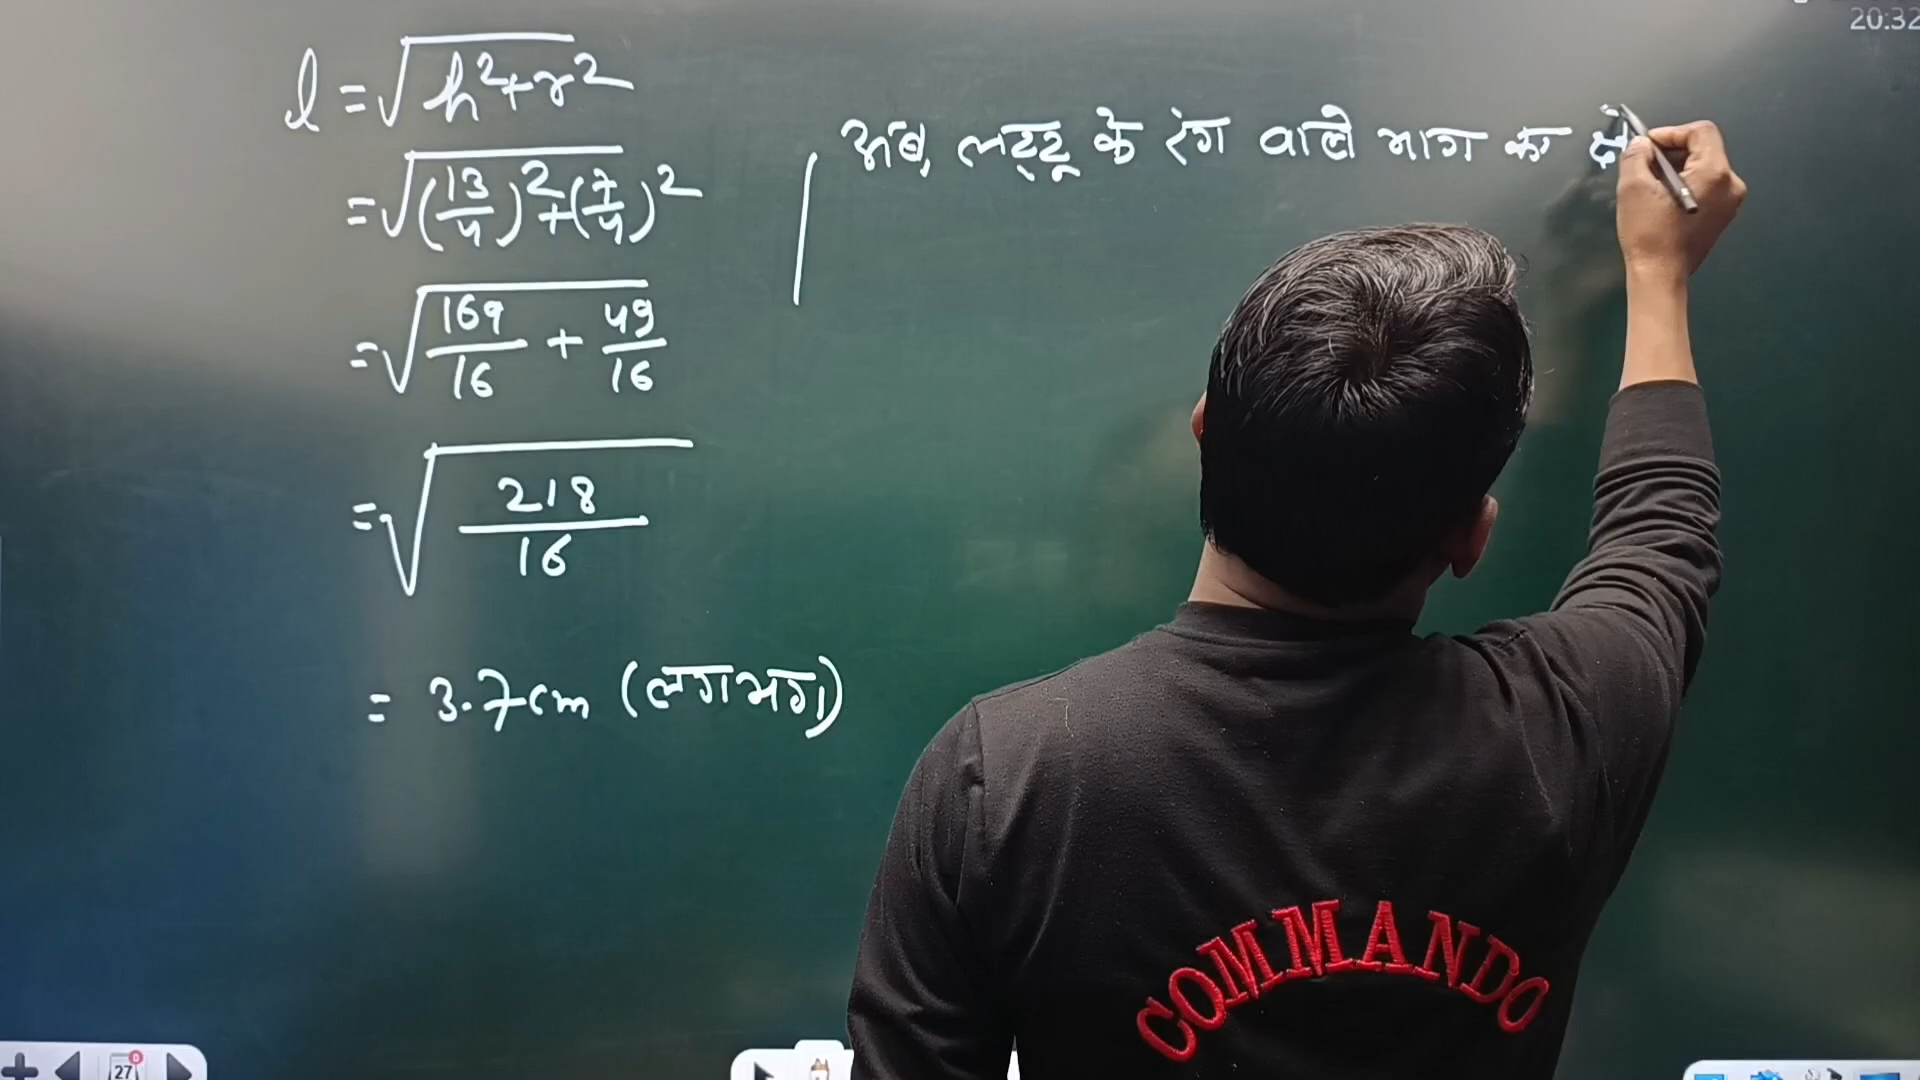 l = √h²+r²
= √(13/4)²+(7/4)²
= √169/16 + 49/16
= √218/16
= 3.7cm (लगभग)
अब, लट्टू के रंग वाले भाग का
COMMANDO
20:32
27
0